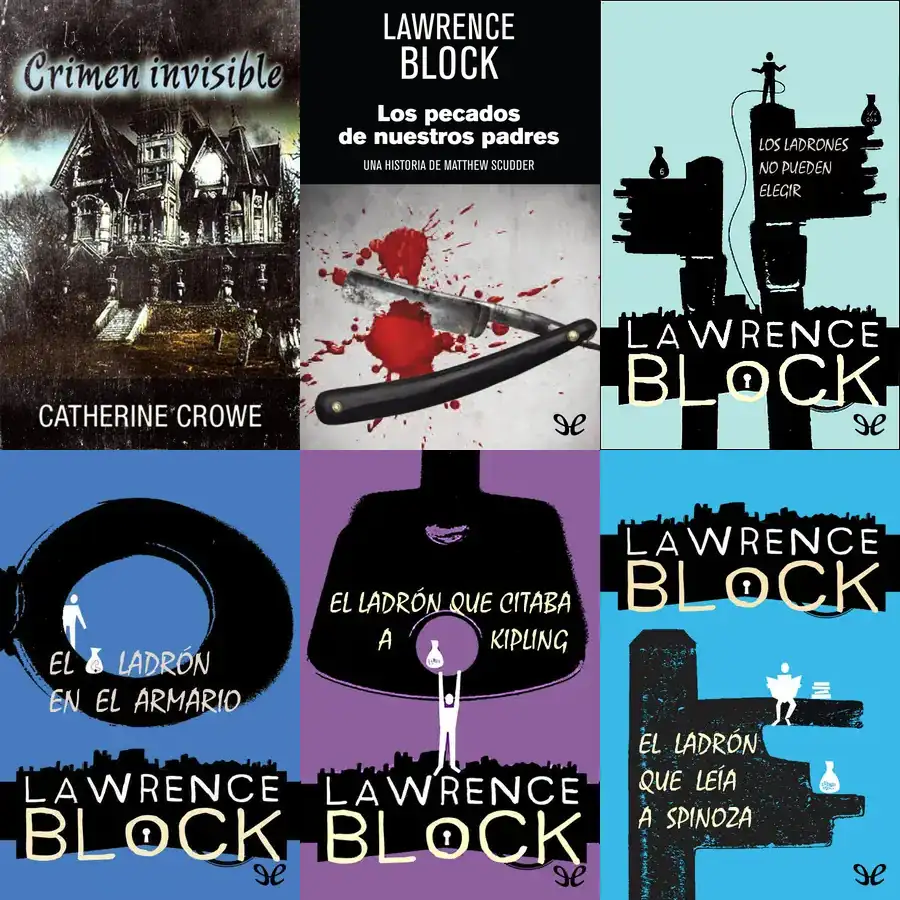 Crimen invisible
CATHERINE CROWE
LAWRENCE
BLOCK
Los pecados
de nuestros padres
UNA HISTORIA DE MATTHEW SCUDDER
LOS LADRONES
NO PUEDEN
ELEGIR
LAWRENCE
BLOCK
EL LADRÓN
EN EL ARMARIO
LAWRENCE
BLOCK
EL LADRÓN QUE CITABA
A KIPLING
LAWRENCE
BLOCK
LAWRENCE
BLOCK
EL LADRÓN
QUE LEÍA
A SPINOZA